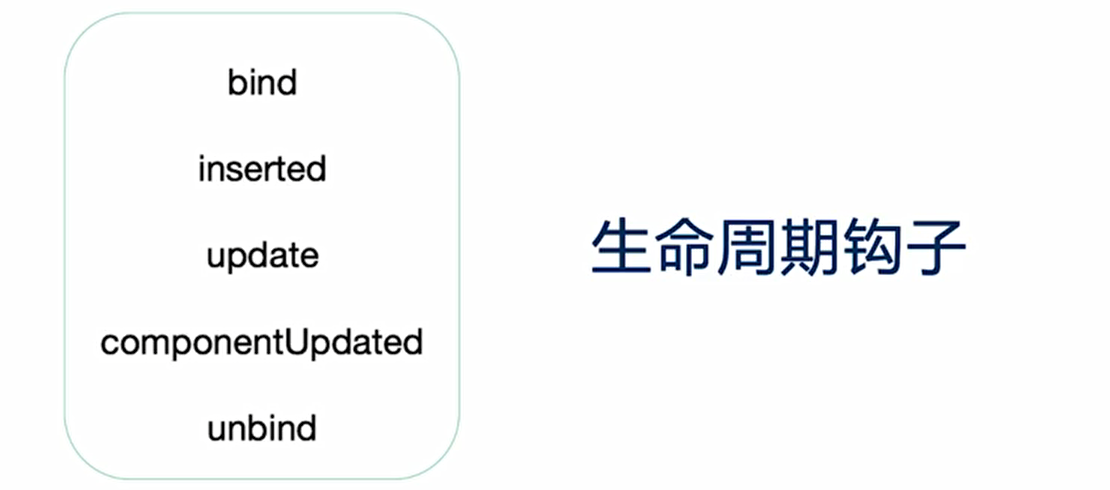 bind
inserted
update
componentUpdated
unbind
生命周期钩子